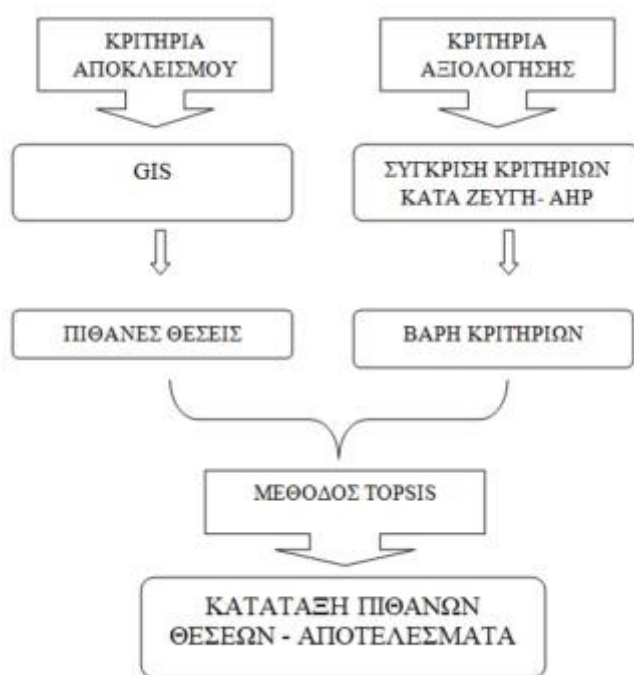 ΚΡΙΤΗΡΙΑ
ΑΠΟΚΛΕΙΣΜΟΥ
ΚΡΙΤΗΡΙΑ
ΑΞΙΟΛΟΓΗΣΗΣ
GIS
ΣΥΓΚΡΙΣΗ ΚΡΙΤΗΡΙΩΝ
ΚΑΤΑ ΖΕΥΓΗ- AHP
ΠΙΘΑΝΕΣ ΘΕΣΕΙΣ
ΒΑΡΗ ΚΡΙΤΗΡΙΩΝ
ΜΕΘΟΔΟΣ TOPSIS
ΚΑΤΑΤΑΞΗ ΠΙΘΑΝΩΝ
ΘΕΣΕΩΝ - ΑΠΟΤΕΛΕΣΜΑΤΑ